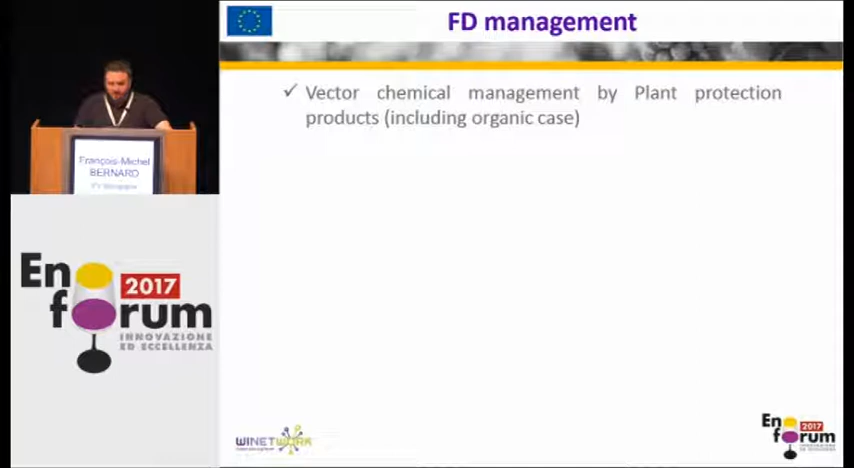 FD management
✓ Vector chemical management by Plant protection
products (including organic case)
François-Michel
BERNARD
En
2017
forum
INNOVAZIONE
ED ECCELLENZA
WINETWORK
En
2017
forum